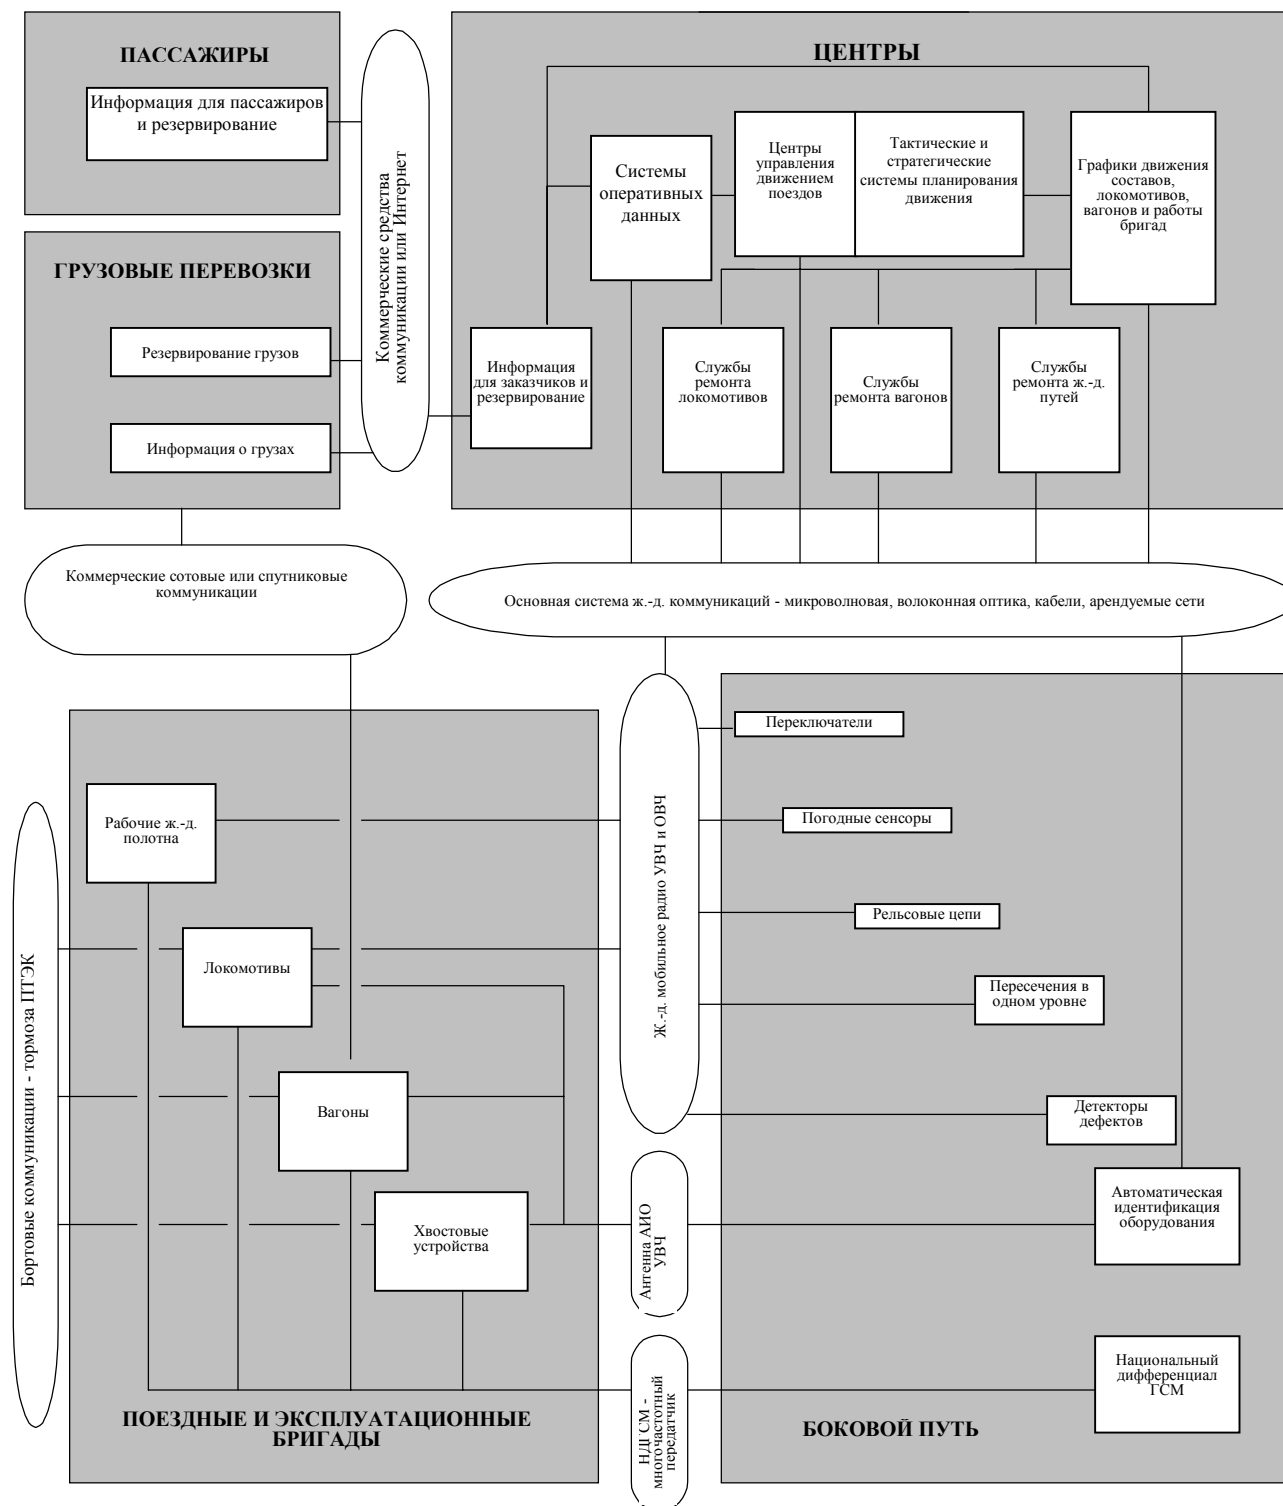 ПАССАЖИРЫ
Информация для пассажиров
и резервирование
ГРУЗОВЫЕ ПЕРЕВОЗКИ
Резервирование грузов
Информация о грузах
Коммерческие средства
коммуникации или Интернет
ЦЕНТРЫ
Системы
оперативных
данных
Центры
управления
движением
поездов
Тактические и
стратегические
системы планирования
движения
Графики движения
составов,
локомотивов,
вагонов и работы
бригад
Информация
для заказчиков и
резервирование
Службы
ремонта
локомотивов
Службы
ремонта вагонов
Службы
ремонта ж.-д.
путей
Коммерческие сотовые или спутниковые
коммуникации
Основная система ж.-д. коммуникаций - микроволновая, волоконная оптика, кабели, арендуемые сети
Бортовые коммуникации - тормоза ПТЭК
Рабочие ж.-д.
полотна
Локомотивы
Вагоны
Хвостовые
устройства
ПОЕЗДНЫЕ И ЭКСПЛУАТАЦИОННЫЕ
БРИГАДЫ
Ж.-д. мобильное радио УВЧ и ОВЧ
Антенна АИО
УВЧ
НДГСМ -
многочастотный
передатчик
Переключатели
Погодные сенсоры
Рельсовые цепи
Пересечения в
одном уровне
Детекторы
дефектов
Автоматическая
идентификация
оборудования
Национальный
дифференциал
ГСМ
БОКОВОЙ ПУТЬ